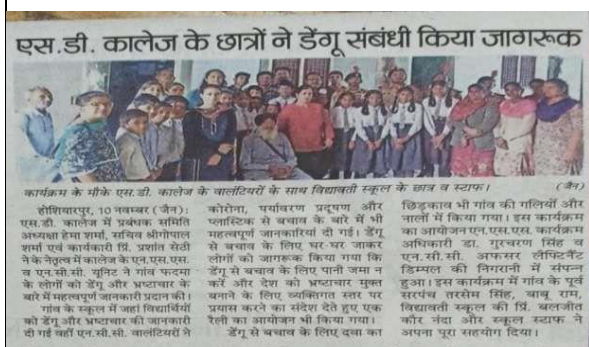 एस.डी. कालेज के छात्रों ने डेंगू संबंधी किया जागरूक
कार्यक्रम के मौके एस.डी. कालेज के वालंटियरों के साथ विद्यावती स्कूल के छात्र व स्टाफ। (जैन)
होशियारपुर, 10 नवम्बर (जैन):
एस.डी. कालेज में प्रबंधक समिति
अध्यक्षा हेमा शर्मा, सचिव श्रीगोपाल
शर्मा एवं कार्यकारी प्रिं. प्रशांत सेठी
ने के नेतृत्व में कालेज के एन.एस.एस.
व एन.सी.सी. यूनिट ने गांव फदमा
के लोगों को डेंगू और भ्रष्टाचार के
बारे में महत्वपूर्ण जानकारी प्रदान की।
गांव के स्कूल में जहां विद्यार्थियों
को डेंगू और भ्रष्टाचार की जानकारी
दी गई वहीं एन.सी.सी. वालंटियरों ने
कोरोना, पर्यावरण प्रदूषण और
प्लास्टिक से बचाव के बारे में भी
महत्वपूर्ण जानकारियां दी गई। डेंगू
से बचाव के लिए घर-घर जाकर
लोगों को जागरूक किया गया कि
डेंगू से बचाव के लिए पानी जमा न
करें और देश को भ्रष्टाचार मुक्त
बनाने के लिए व्यक्तिगत स्तर पर
प्रयास करने का संदेश देते हुए एक
रैली का आयोजन भी किया गया।
डेंगू से बचाव के लिए दवा का
छिड़काव भी गांव की गलियों और
नालों में किया गया। इस कार्यक्रम
का आयोजन एन.एस.एस. कार्यक्रम
अधिकारी डा. गुरचरण सिंह व
एन.सी.सी. अफसर लैफ्टिनैंट
डिम्पल की निगरानी में संपन्न
हुआ। इस कार्यक्रम में गांव के पूर्व
सरपंच तरसेम सिंह, बाबू राम,
विद्यावती स्कूल की प्रिं. बलजीत
कौर नंदा और स्कूल स्टाफ ने
अपना पूरा सहयोग दिया।